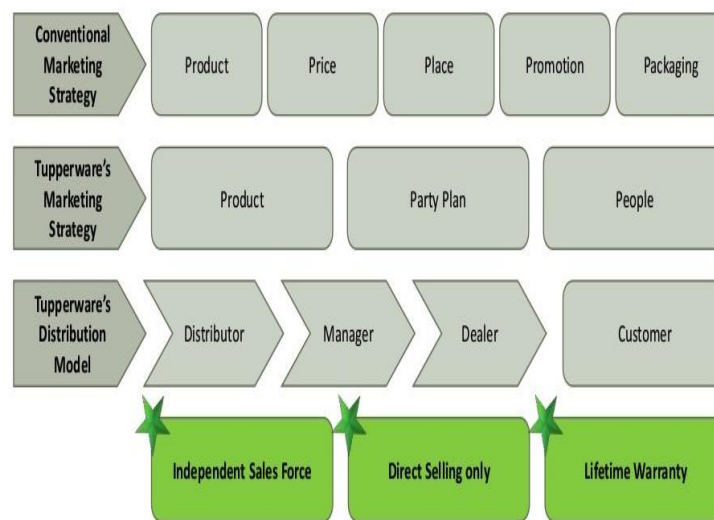 Conventional
Marketing
Strategy
Product
Price
Place
Promotion
Packaging
Tupperware's
Marketing
Strategy
Product
Party Plan
People
Tupperware's
Distribution
Model
Distributor
Manager
Dealer
Customer
Independent Sales Force
Direct Selling only
Lifetime Warranty